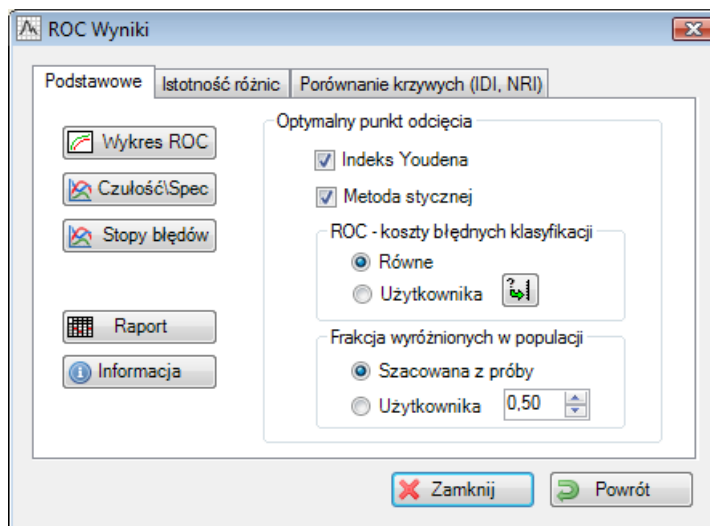 ROC Wyniki
Podstawowe
Istotność różnic
Porównanie krzywych (IDI, NRI)
Wykres ROC
Czułość\Spec
Stopy błędów
Raport
Informacja
Optymalny punkt odcięcia
Indeks Youdena
Metoda stycznej
ROC - koszty błędnych klasyfikacji
Równe
Użytkownika
Frakcja wyróżnionych w populacji
Szacowana z próby
Użytkownika 0,50
Zamknij
Powrót